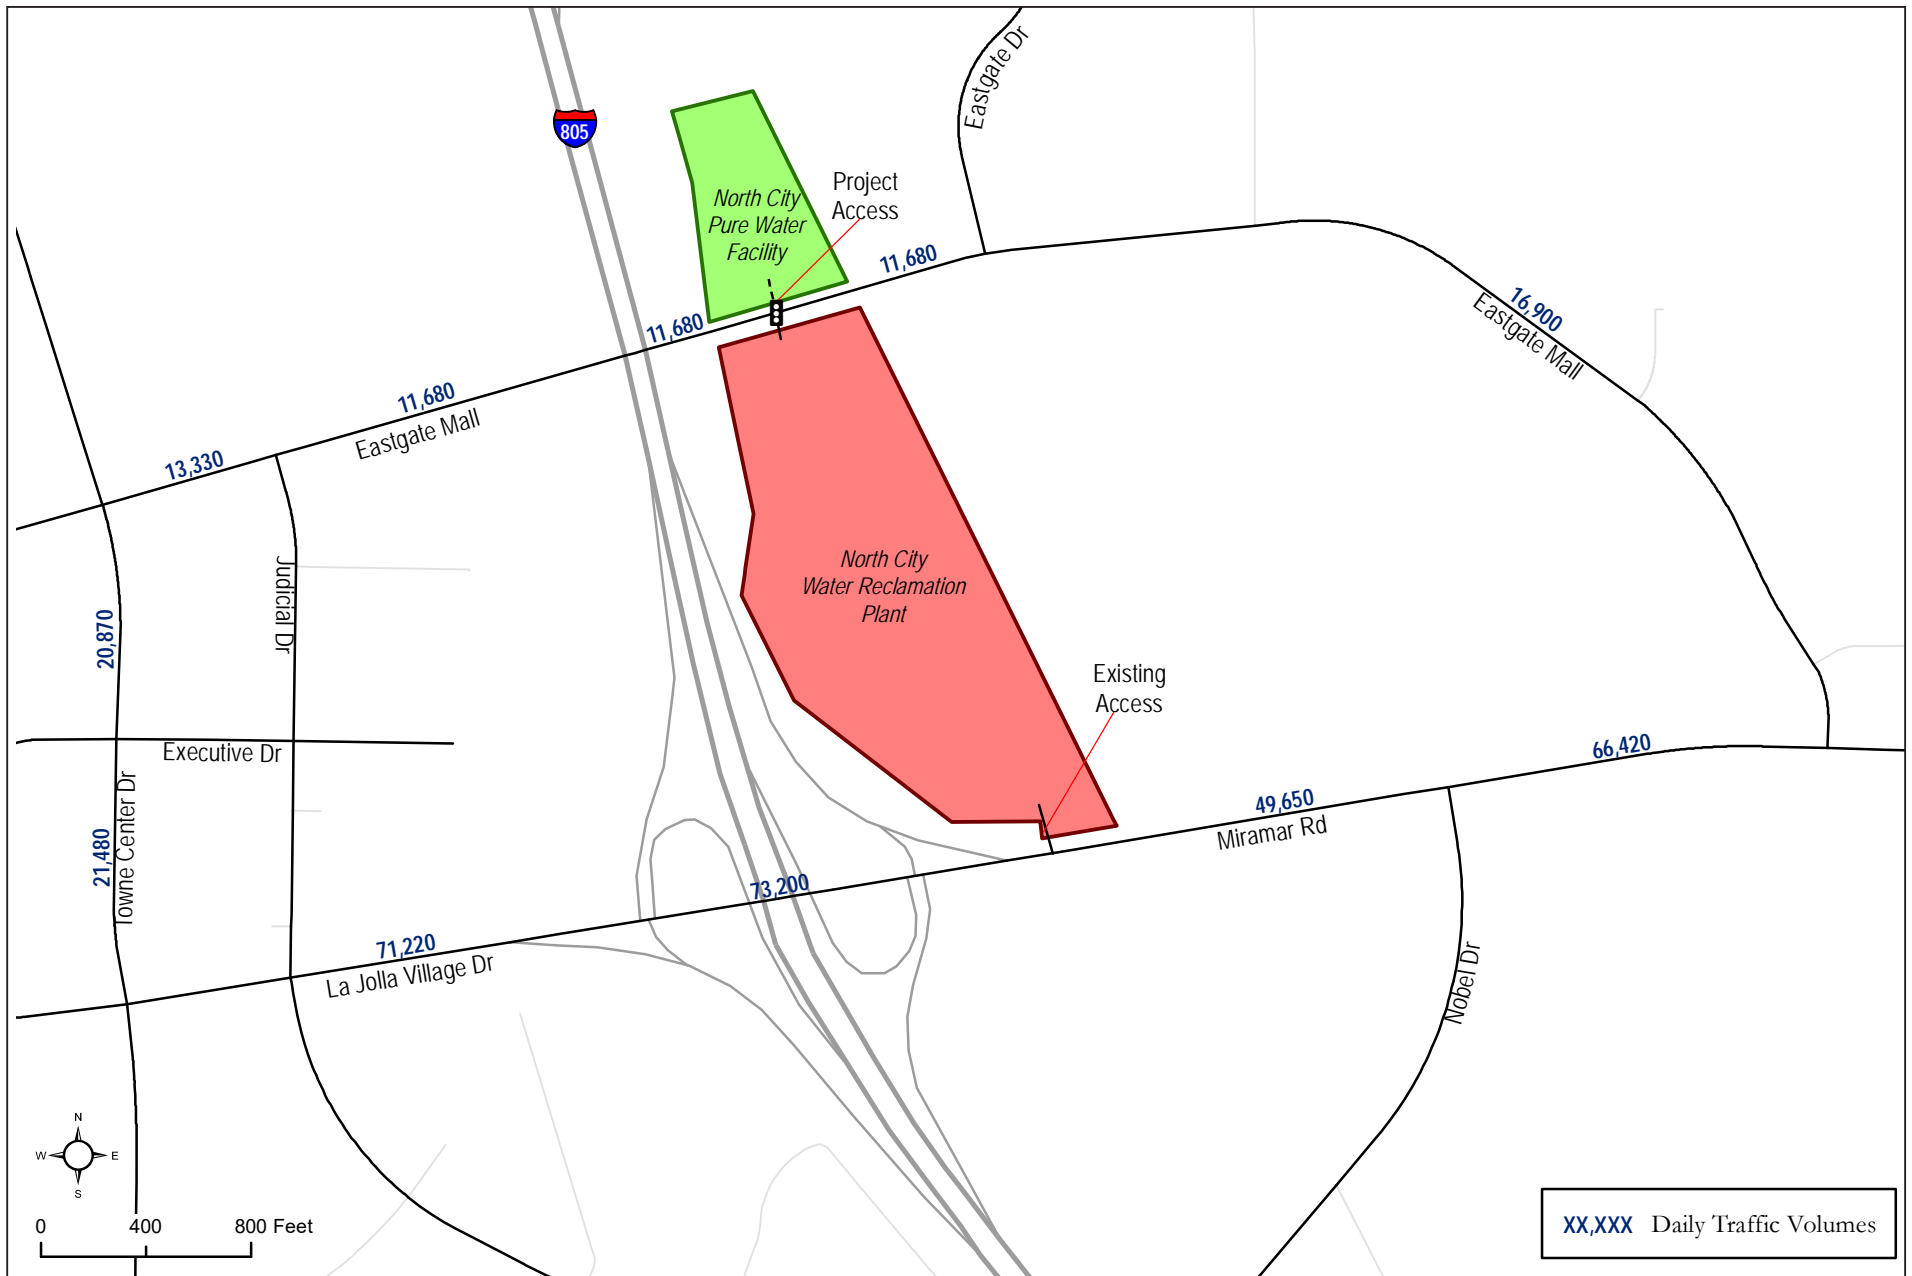 Eastgate Dr
805
Project
Access
North City
Pure Water
Facility
11,680
11,680
16,900
Eastgate Mall
11,680
Eastgate Mall
13,330
Judicial Dr
North City
Water Reclamation
Plant
20,870
Existing
Access
Executive Dr
66,420
49,650
Miramar Rd
21,480
Towne Center Dr
73,200
71,220
La Jolla Village Dr
Nobel Dr
N
W E
S
0 400 800 Feet
XX,XXX Daily Traffic Volumes